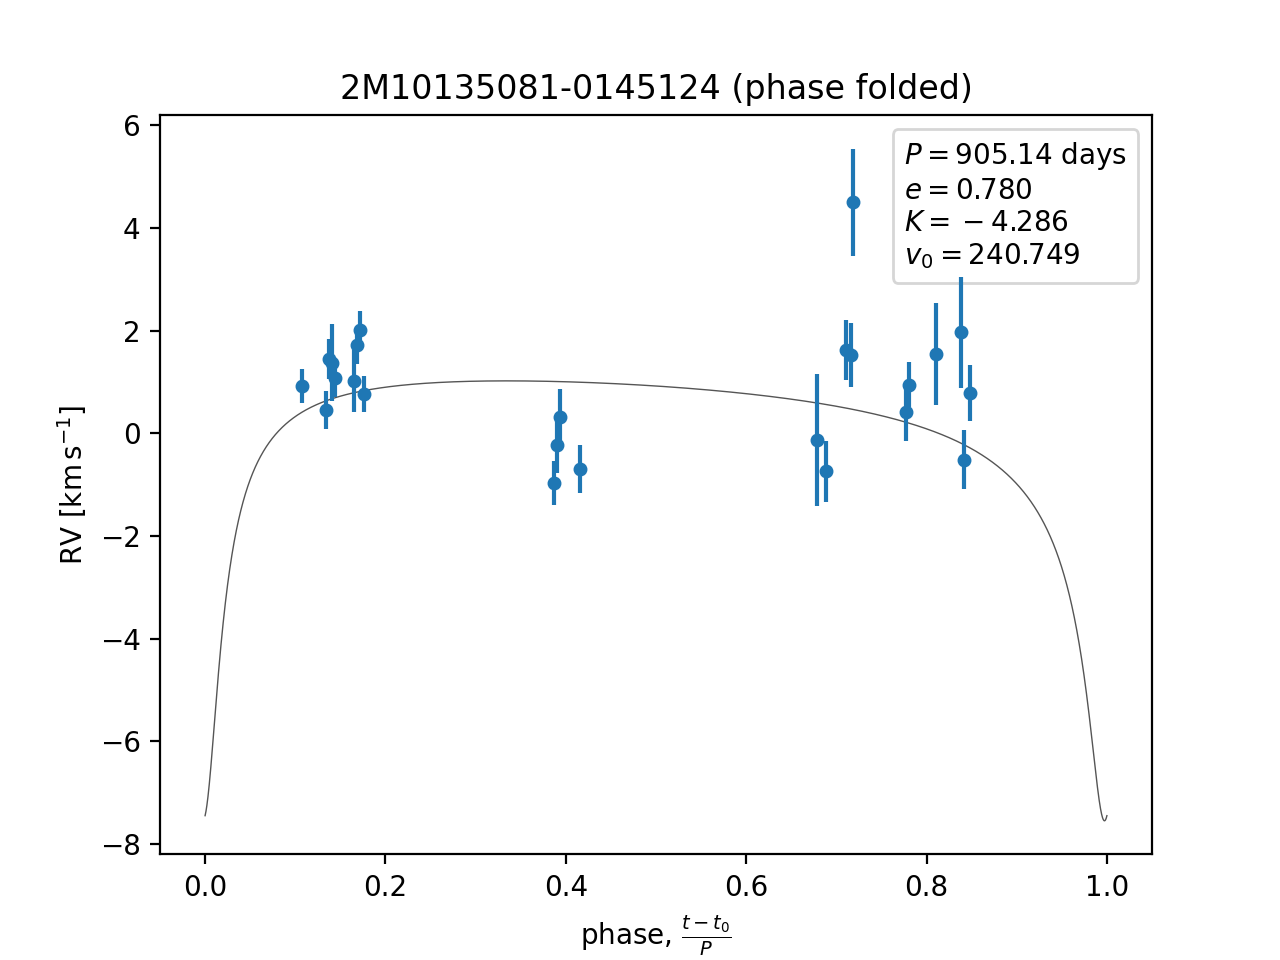 2M10135081-0145124 (phase folded)
P = 905.14 days
e = 0.780
K = −4.286
v₀ = 240.749
6
4
2
0
−2
−4
−6
−8
RV [km s⁻¹]
0.0 0.2 0.4 0.6 0.8 1.0
phase, (t − t₀)/P